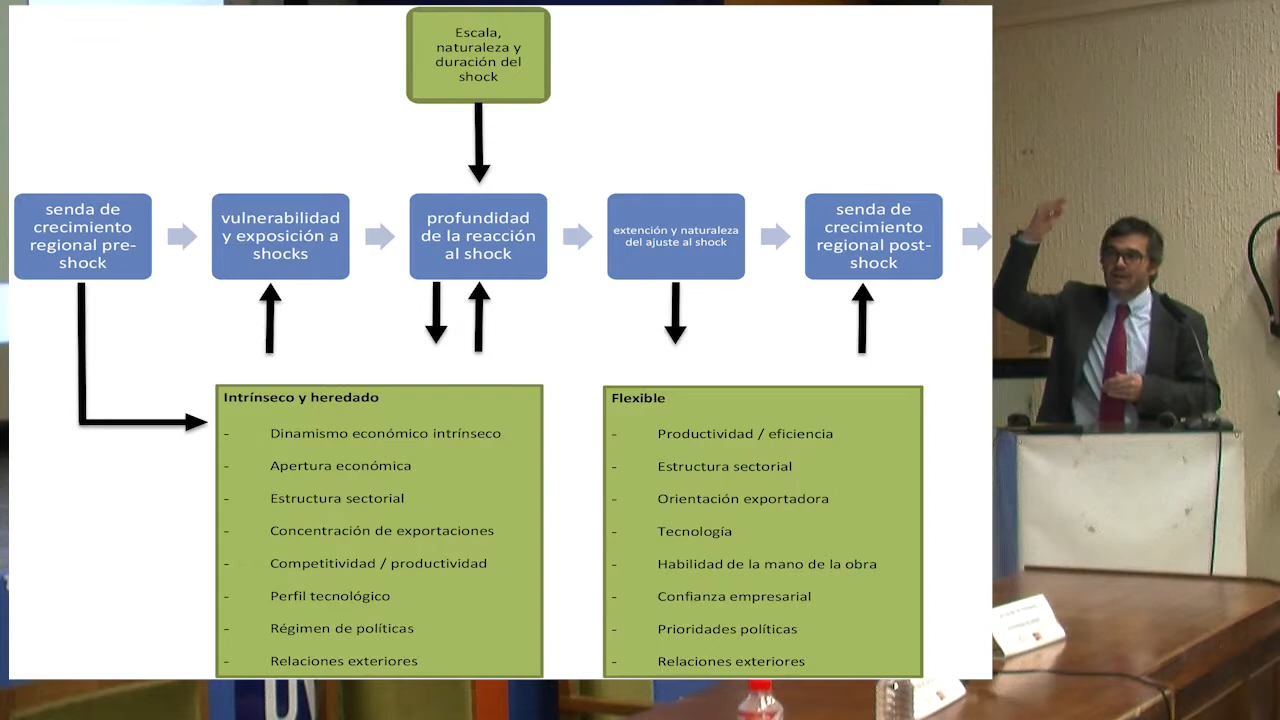 Escala,
naturaleza y
duración del
shock
senda de
crecimiento
regional pre-
shock
vulnerabilidad
y exposición a
shocks
profundidad
de la reacción
al shock
extención y naturaleza
del ajuste al shock
senda de
crecimiento
regional post-
shock
Intrínseco y heredado
- Dinamismo económico intrínseco
- Apertura económica
- Estructura sectorial
- Concentración de exportaciones
- Competitividad / productividad
- Perfil tecnológico
- Régimen de políticas
- Relaciones exteriores
Flexible
- Productividad / eficiencia
- Estructura sectorial
- Orientación exportadora
- Tecnología
- Habilidad de la mano de la obra
- Confianza empresarial
- Prioridades políticas
- Relaciones exteriores